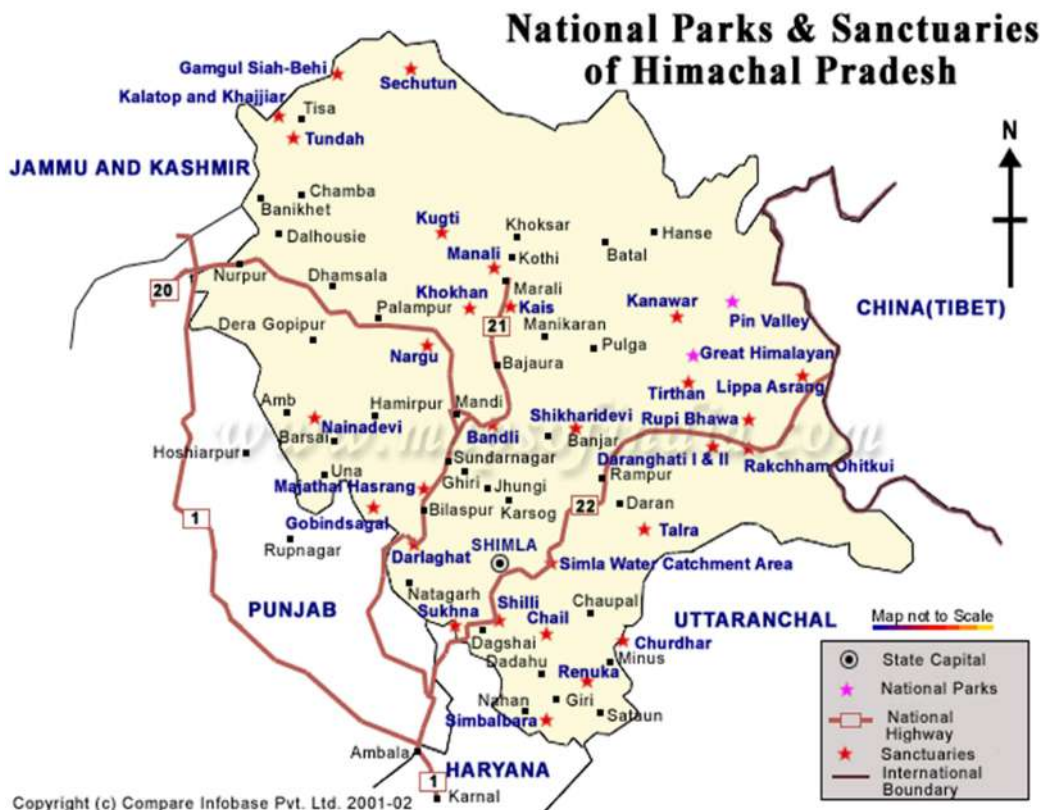 National Parks & Sanctuaries
of Himachal Pradesh
Gamgul Siah-Behi
Sechutun
Kalatop and Khajjiar
Tisa
Tundah
N
JAMMU AND KASHMIR
Chamba
Banikhet
Kugti
Khoksar
Hanse
Dalhousie
Manali
Kothi
Batal
Nurpur
Dhamsala
Marali
20
Khokhan
Kanawar
CHINA(TIBET)
Palampur
Kais
Pin Valley
Dera Gopipur
21
Manikaran
Pulga
Great Himalayan
Nargu
Bajaura
Tirthan
Lippa Asrang
Amb
Hamirpur
Mandi
Shikharidevi
Rupi Bhawa
Nainadevi
Barsai
Bandli
Banjar
www.mapsofindia.com
Hoshiarpur
Sundarnagar
Daranghati I & II
Rakchham Ohitkui
Una
Ghiri
Rampur
Majathal Hasrang
Jhungi
Karsog
22
Daran
1
Gobindsagal
Bilaspur
Talra
Rupnagar
Darlaghat
SHIMLA
Simla Water Catchment Area
Natagarh
PUNJAB
Sukhna
Shilli
Chaupal
UTTARANCHAL
Map not to Scale
Chail
Dagshai
Churdhar
Minus
Dadahu
Renuka
Nahan
Giri
Sataun
Simbalbara
Ambala
HARYANA
1
Karnal
State Capital
National Parks
National
Highway
Sanctuaries
International
Boundary
Copyright (c) Compare Infobase Pvt. Ltd. 2001-02